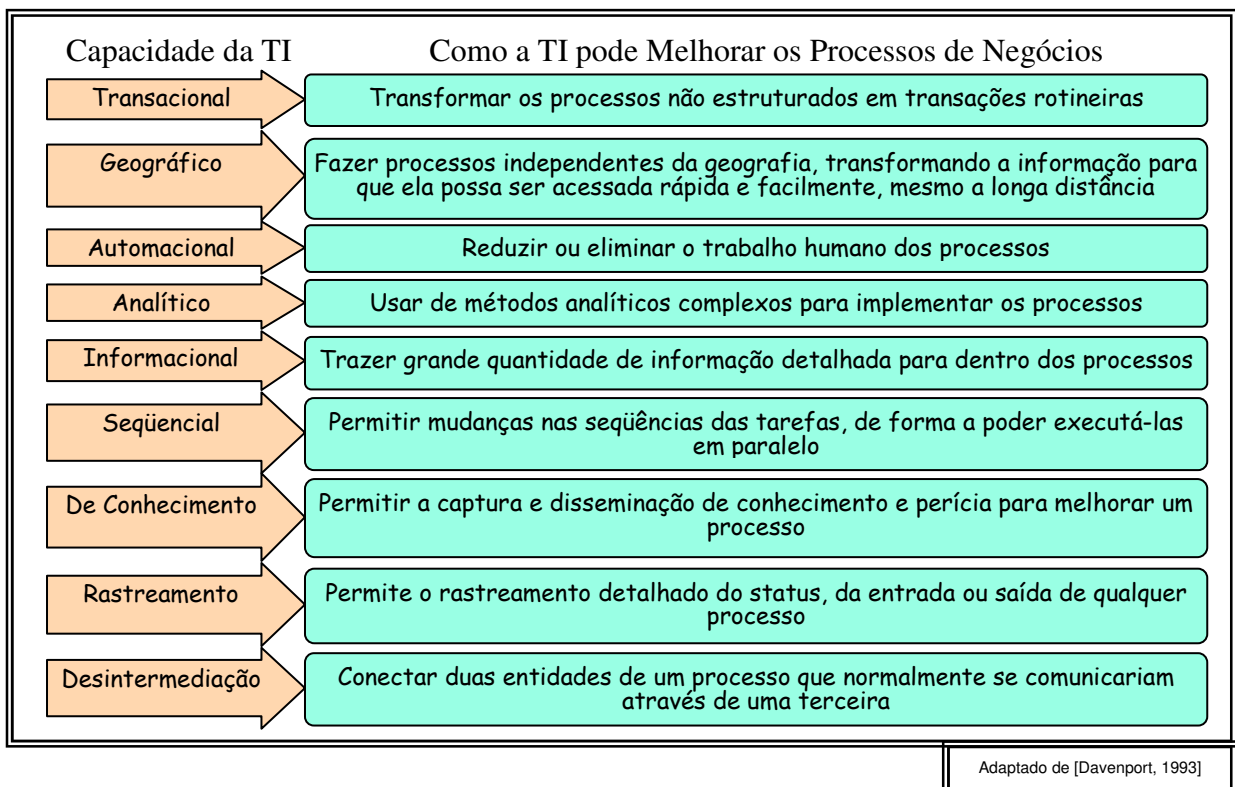 Capacidade da TI
Como a TI pode Melhorar os Processos de Negócios
Transacional
Transformar os processos não estruturados em transações rotineiras
Geográfico
Fazer processos independentes da geografia, transformando a informação para
que ela possa ser acessada rápida e facilmente, mesmo a longa distância
Automacional
Reduzir ou eliminar o trabalho humano dos processos
Analítico
Usar de métodos analíticos complexos para implementar os processos
Informacional
Trazer grande quantidade de informação detalhada para dentro dos processos
Seqüencial
Permitir mudanças nas seqüências das tarefas, de forma a poder executá-las
em paralelo
De Conhecimento
Permitir a captura e disseminação de conhecimento e perícia para melhorar um
processo
Rastreamento
Permite o rastreamento detalhado do status, da entrada ou saída de qualquer
processo
Desintermediação
Conectar duas entidades de um processo que normalmente se comunicariam
através de uma terceira
Adaptado de [Davenport, 1993]